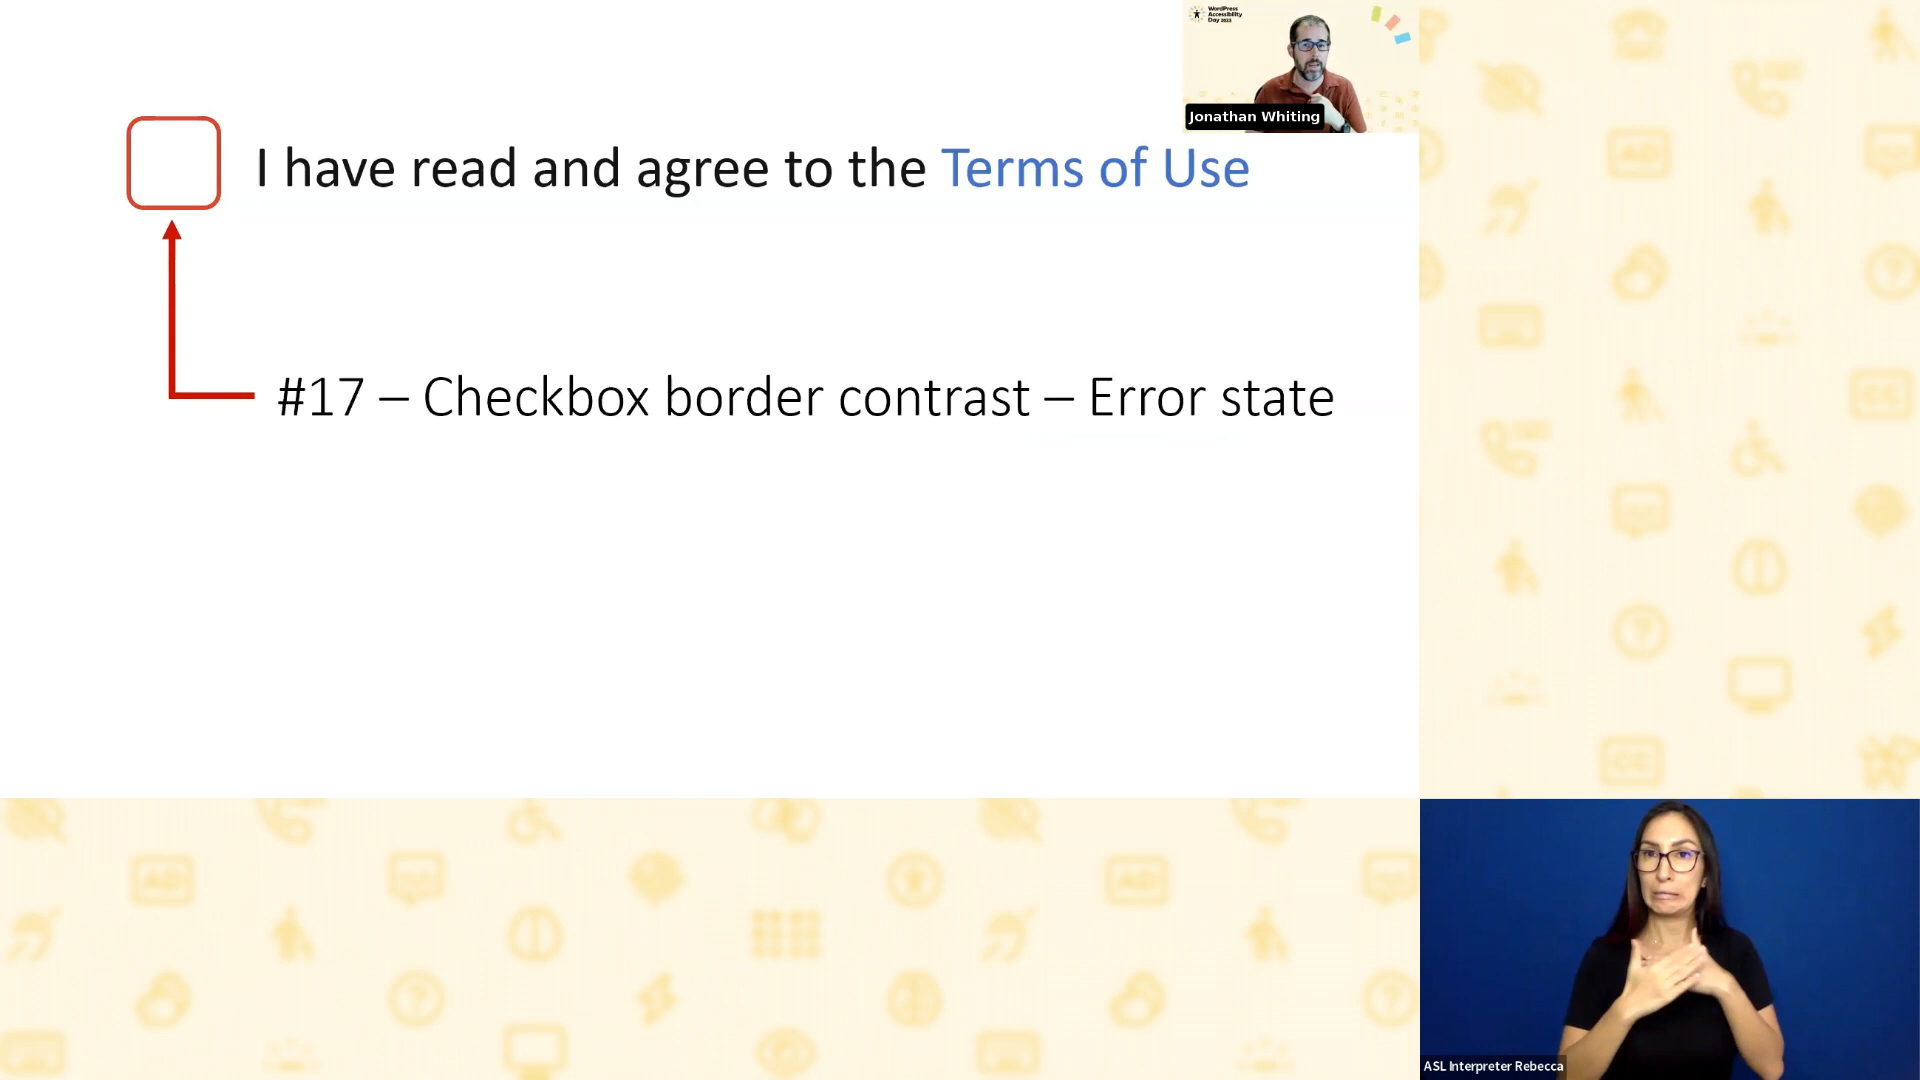 WordPress
Accessibility
Day 2023
Jonathan Whiting
I have read and agree to the Terms of Use
#17 – Checkbox border contrast – Error state
ASL Interpreter Rebecca